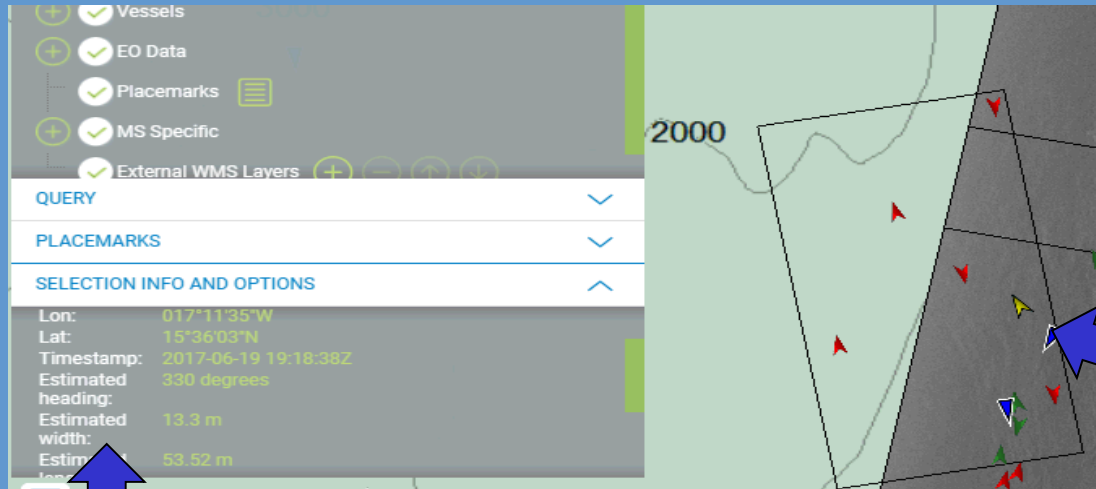 Vessels
EO Data
Placemarks
MS Specific
External WMS Layers
2000
QUERY
PLACEMARKS
SELECTION INFO AND OPTIONS
Lon: 017°11'35"W
Lat: 15°36'03"N
Timestamp: 2017-06-19 19:18:38Z
Estimated 330 degrees
heading:
Estimated 13.3 m
width:
53.52 m